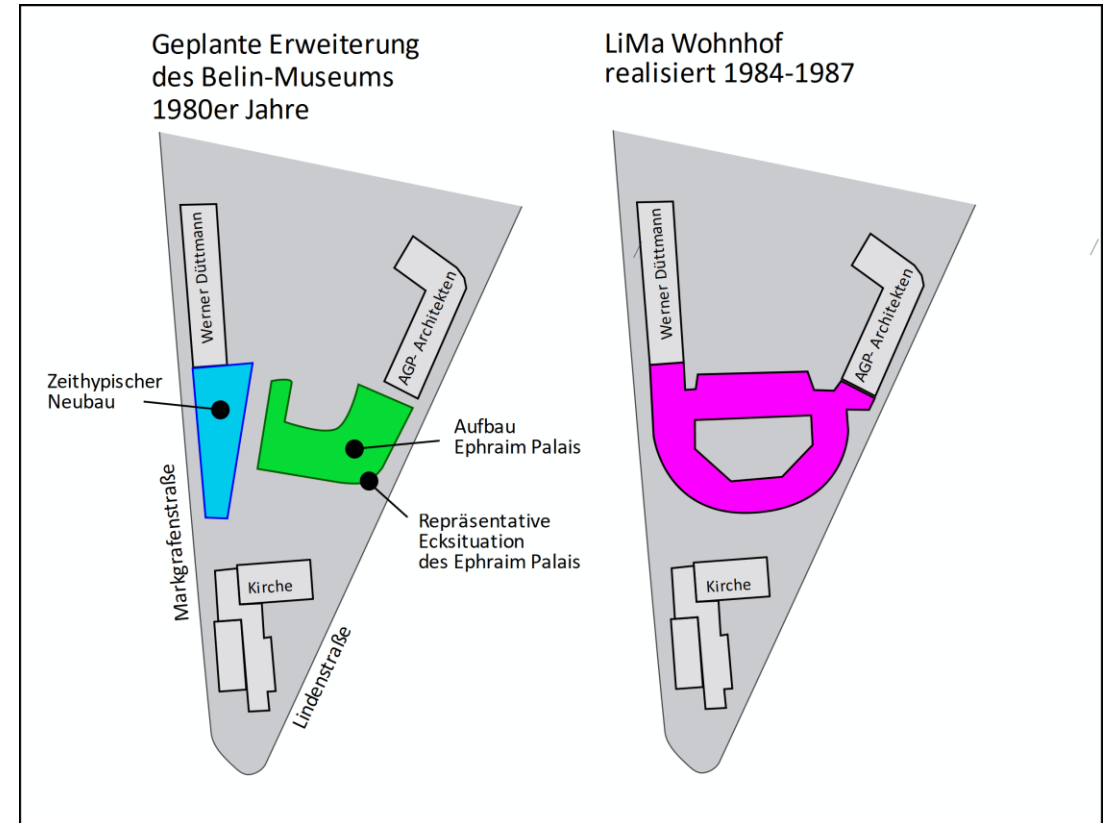 Geplante Erweiterung
des Belin-Museums
1980er Jahre
Werner Düttmann
AGP- Architekten
Zeithypischer
Neubau
Aufbau
Ephraim Palais
Repräsentative
Ecksituation
des Ephraim Palais
Markgrafenstraße
Kirche
Lindenstraße
LiMa Wohnhof
realisiert 1984-1987
Werner Düttmann
AGP- Architekten
Kirche